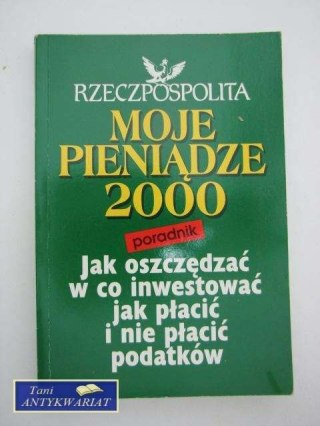 RZECZPOSPOLITA
MOJE
PIENIĄDZE
2000
poradnik
Jak oszczędzać
w co inwestować
jak płacić
i nie płacić
podatków
Tani
ANTYKWARIAT